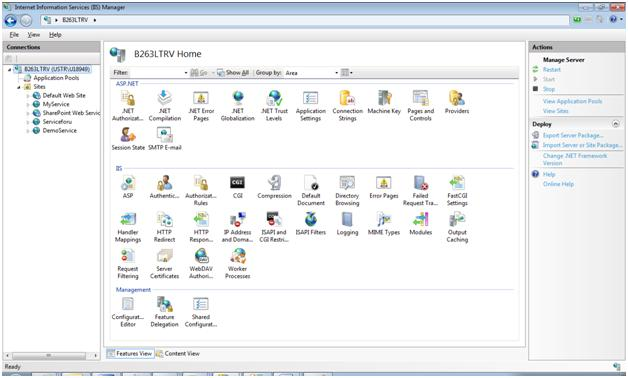 Internet Information Services (IIS) Manager
B263LTRV
File View Help
Connections
B263LTRV (USTR\U18949)
Application Pools
Sites
Default Web Site
MyService
SharePoint Web Servic
Serviceforu
DemoService
B263LTRV Home
Filter: Go Show All Group by: Area
ASP.NET
.NET Authorizat...
.NET Compilation
.NET Error Pages
.NET Globalization
.NET Trust Levels
Application Settings
Connection Strings
Machine Key
Pages and Controls
Providers
Session State
SMTP E-mail
IIS
ASP
Authentic...
Authorizat... Rules
CGI
Compression
Default Document
Directory Browsing
Error Pages
Failed Request Tra...
FastCGI Settings
Handler Mappings
HTTP Redirect
HTTP Respon...
IP Address and Doma...
ISAPI and CGI Restri...
ISAPI Filters
Logging
MIME Types
Modules
Output Caching
Request Filtering
Server Certificates
WebDAV Authori...
Worker Processes
Management
Configurat... Editor
Feature Delegation
Shared Configurat...
Features View
Content View
Actions
Manage Server
Restart
Start
Stop
View Application Pools
View Sites
Deploy
Export Server Package...
Import Server or Site Package...
Change .NET Framework Version
Help
Online Help
Ready